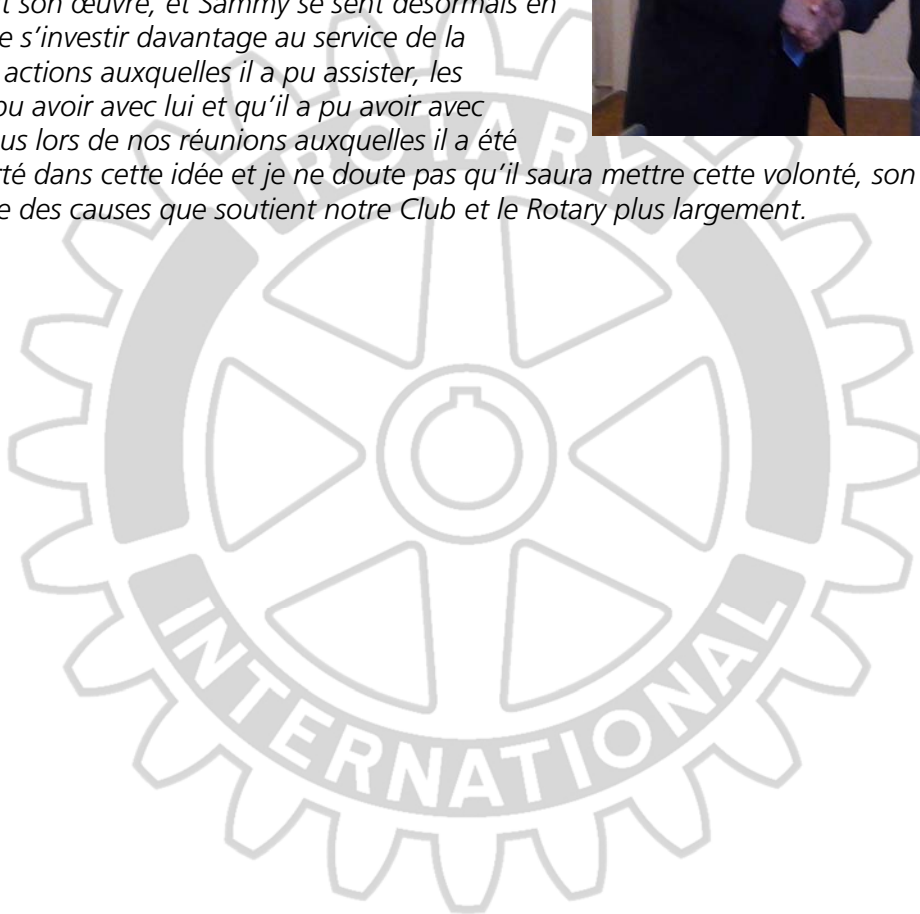 t son œuvre, et Sammy se sent désormais en
e s’investir davantage au service de la
actions auxquelles il a pu assister, les
ou avoir avec lui et qu’il a pu avoir avec
us lors de nos réunions auxquelles il a été
rté dans cette idée et je ne doute pas qu’il saura mettre cette volonté, son
e des causes que soutient notre Club et le Rotary plus largement.
ROTARY
INTERNATIONAL